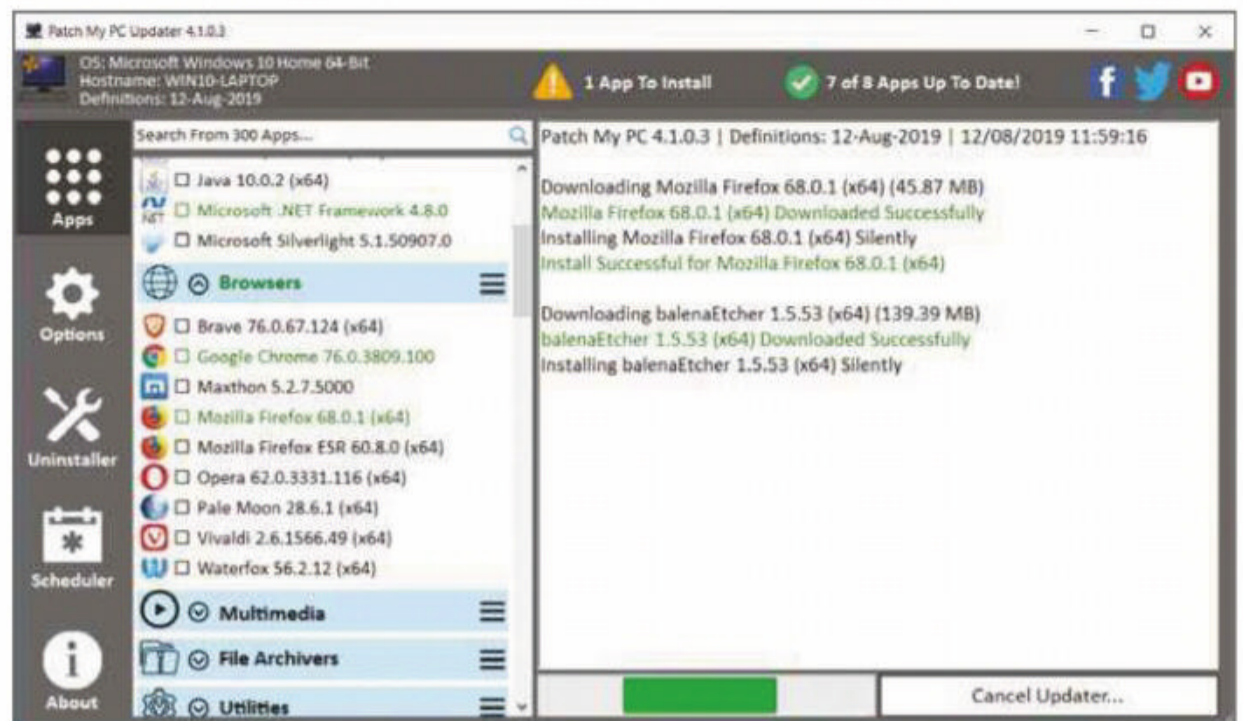 Patch My PC Updater 4.1.0.3
OS: Microsoft Windows 10 Home 64-Bit
Hostname: WIN10-LAPTOP
Definitions: 12-Aug-2019
1 App To Install
7 of 8 Apps Up To Date!
Apps
Options
Uninstaller
Scheduler
About
Search From 300 Apps...
Java 10.0.2 (x64)
Microsoft .NET Framework 4.8.0
Microsoft Silverlight 5.1.50907.0
Browsers
Brave 76.0.67.124 (x64)
Google Chrome 76.0.3809.100
Maxthon 5.2.7.5000
Mozilla Firefox 68.0.1 (x64)
Mozilla Firefox ESR 60.8.0 (x64)
Opera 62.0.3331.116 (x64)
Pale Moon 28.6.1 (x64)
Vivaldi 2.6.1566.49 (x64)
Waterfox 56.2.12 (x64)
Multimedia
File Archivers
Utilities
Patch My PC 4.1.0.3 | Definitions: 12-Aug-2019 | 12/08/2019 11:59:16
Downloading Mozilla Firefox 68.0.1 (x64) (45.87 MB)
Mozilla Firefox 68.0.1 (x64) Downloaded Successfully
Installing Mozilla Firefox 68.0.1 (x64) Silently
Install Successful for Mozilla Firefox 68.0.1 (x64)
Downloading balenaEtcher 1.5.53 (x64) (139.39 MB)
balenaEtcher 1.5.53 (x64) Downloaded Successfully
Installing balenaEtcher 1.5.53 (x64) Silently
Cancel Updater...